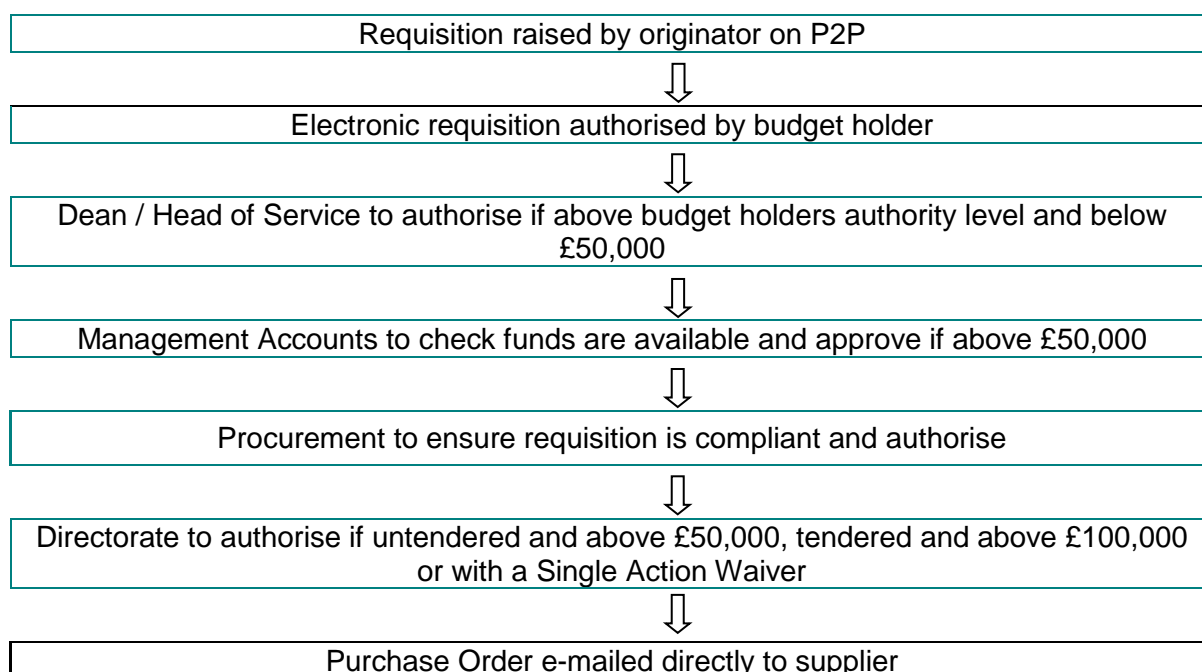 Requisition raised by originator on P2P
Electronic requisition authorised by budget holder
Dean / Head of Service to authorise if above budget holders authority level and below
£50,000
Management Accounts to check funds are available and approve if above £50,000
Procurement to ensure requisition is compliant and authorise
Directorate to authorise if untendered and above £50,000, tendered and above £100,000
or with a Single Action Waiver
Purchase Order e-mailed directly to supplier